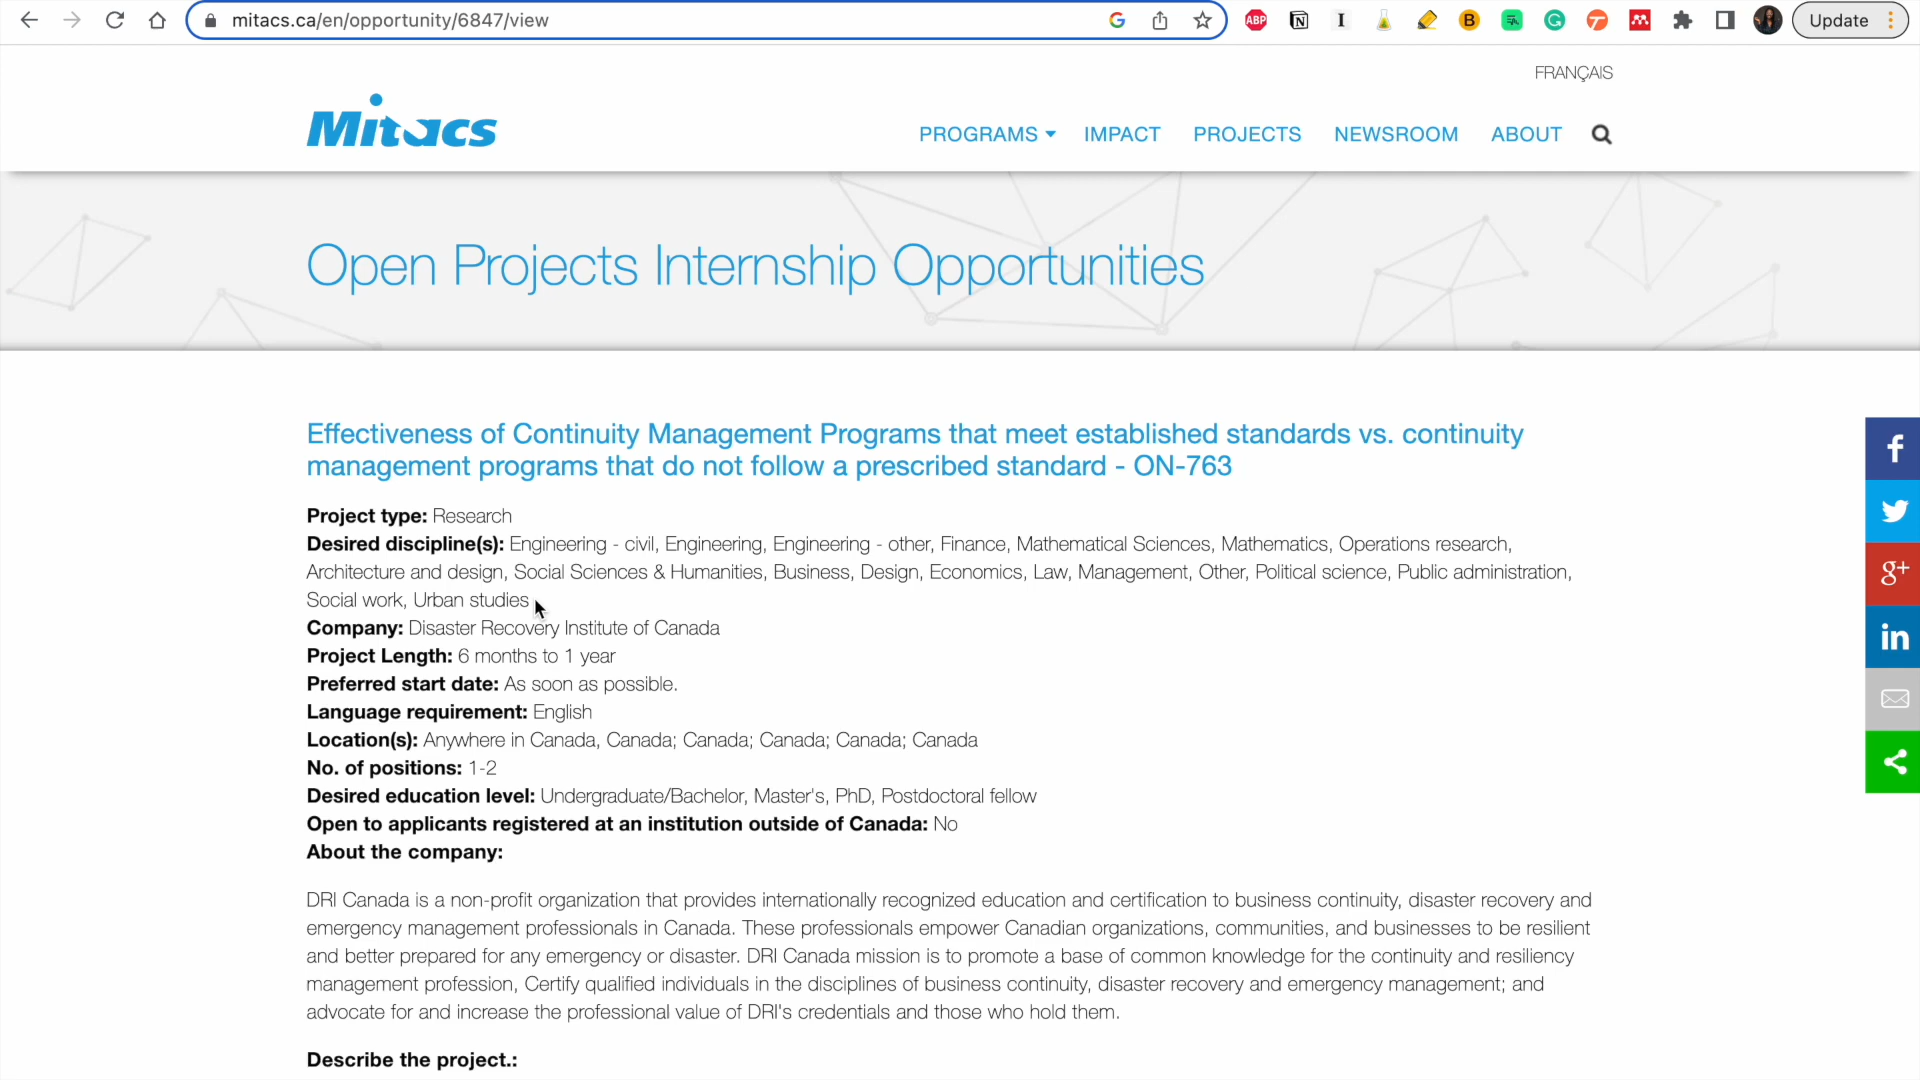 mitacs.ca/en/opportunity/6847/view
Update
FRANÇAIS
Mitacs
PROGRAMS IMPACT PROJECTS NEWSROOM ABOUT
Open Projects Internship Opportunities
Effectiveness of Continuity Management Programs that meet established standards vs. continuity
management programs that do not follow a prescribed standard - ON-763
Project type: Research
Desired discipline(s): Engineering - civil, Engineering, Engineering - other, Finance, Mathematical Sciences, Mathematics, Operations research,
Architecture and design, Social Sciences & Humanities, Business, Design, Economics, Law, Management, Other, Political science, Public administration,
Social work, Urban studies
Company: Disaster Recovery Institute of Canada
Project Length: 6 months to 1 year
Preferred start date: As soon as possible.
Language requirement: English
Location(s): Anywhere in Canada, Canada; Canada; Canada; Canada; Canada
No. of positions: 1-2
Desired education level: Undergraduate/Bachelor, Master's, PhD, Postdoctoral fellow
Open to applicants registered at an institution outside of Canada: No
About the company:
DRI Canada is a non-profit organization that provides internationally recognized education and certification to business continuity, disaster recovery and
emergency management professionals in Canada. These professionals empower Canadian organizations, communities, and businesses to be resilient
and better prepared for any emergency or disaster. DRI Canada mission is to promote a base of common knowledge for the continuity and resiliency
management profession, Certify qualified individuals in the disciplines of business continuity, disaster recovery and emergency management; and
advocate for and increase the professional value of DRI's credentials and those who hold them.
Describe the project.: